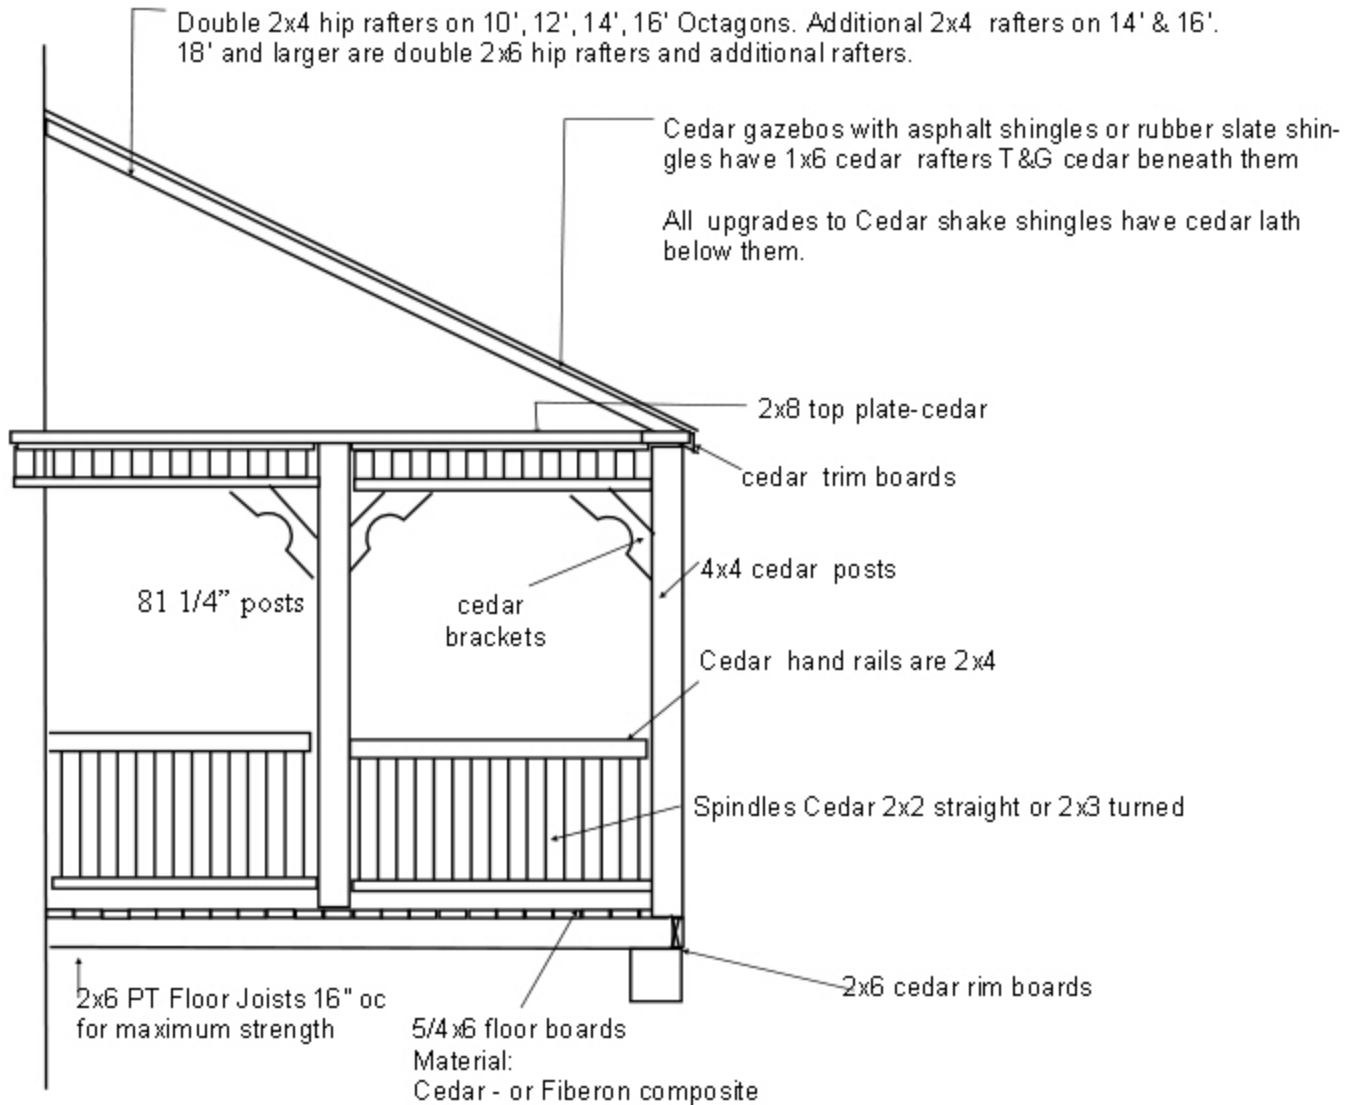 Double 2x4 hip rafters on 10', 12', 14', 16' Octagons. Additional 2x4 rafters on 14' & 16'.
18' and larger are double 2x6 hip rafters and additional rafters.
Cedar gazebos with asphalt shingles or rubber slate shin-
gles have 1x6 cedar rafters T&G cedar beneath them
All upgrades to Cedar shake shingles have cedar lath
below them.
2x8 top plate-cedar
cedar trim boards
4x4 cedar posts
81 1/4” posts
cedar
brackets
Cedar hand rails are 2x4
Spindles Cedar 2x2 straight or 2x3 turned
2x6 cedar rim boards
2x6 PT Floor Joists 16" oc
for maximum strength
5/4x6 floor boards
Material:
Cedar - or Fiberon composite